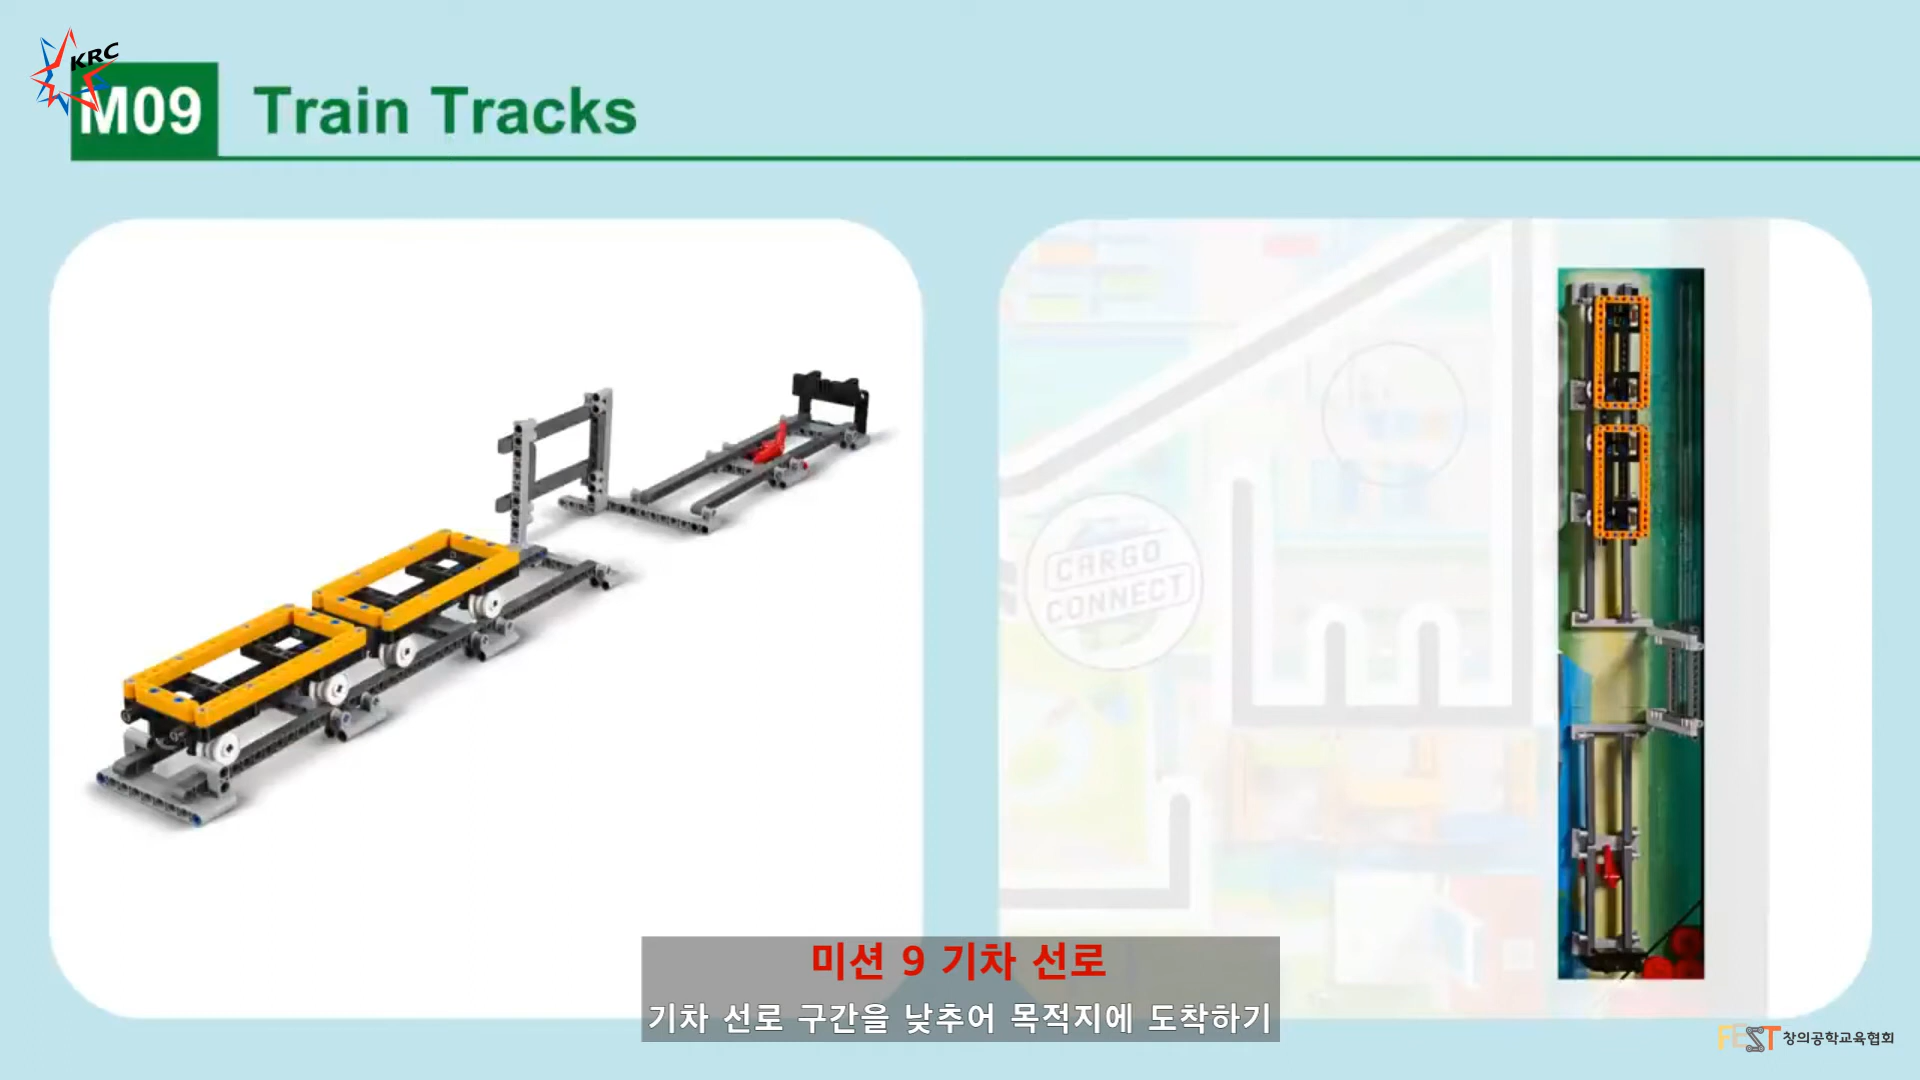 KRC
M09 Train Tracks
CARGO
CONNECT
미션 9 기차 선로
기차 선로 구간을 낮추어 목적지에 도착하기
FEST 창의공학교육협회